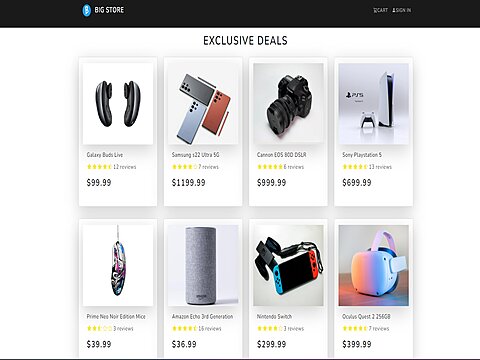 BIG STORE
CART SIGN IN
EXCLUSIVE DEALS
Galaxy Buds Live
12 reviews
$99.99
Samsung s22 Ultra 5G
7 reviews
$1199.99
Cannon EOS 80D DSLR
6 reviews
$999.99
PS5
Sony Playstation 5
13 reviews
$699.99
Prime Neo Noir Edition Mice
3 reviews
$39.99
Amazon Echo 3rd Generation
16 reviews
$36.99
Nintendo Switch
3 reviews
$299.99
Oculus Quest 2 256GB
7 reviews
$399.99